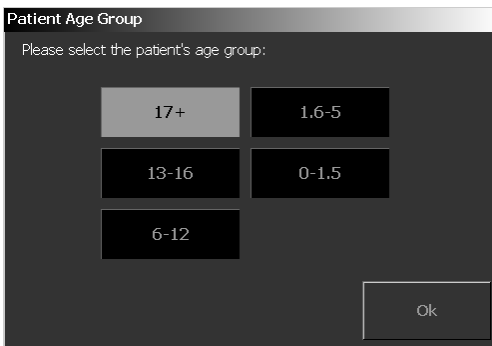 Patient Age Group
Please select the patient's age group:
17+
1.6-5
13-16
0-1.5
6-12
Ok